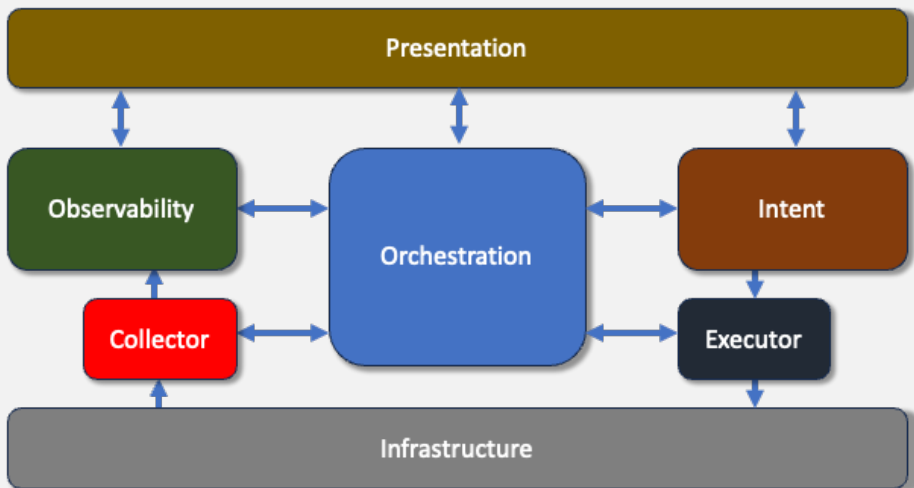 Presentation
Observability
Orchestration
Intent
Collector
Executor
Infrastructure